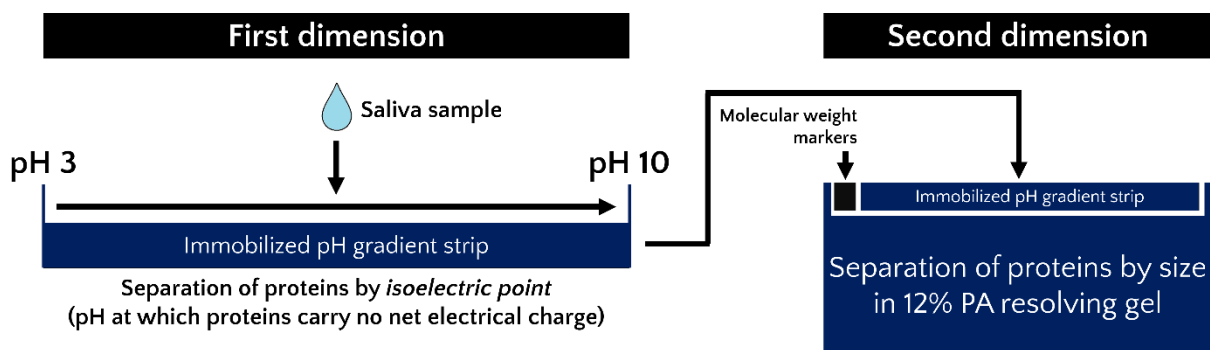 First dimension
Second dimension
Saliva sample
Molecular weight
markers
pH 3
pH 10
Immobilized pH gradient strip
Immobilized pH gradient strip
Separation of proteins by isoelectric point
(pH at which proteins carry no net electrical charge)
Separation of proteins by size
in 12% PA resolving gel